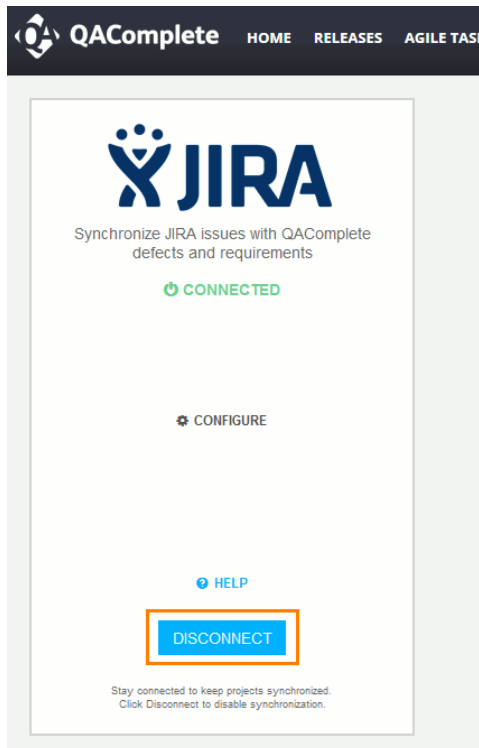 QAComplete HOME RELEASES AGILE TAS
JIRA
Synchronize JIRA issues with QAComplete
defects and requirements
CONNECTED
CONFIGURE
HELP
DISCONNECT
Stay connected to keep projects synchronized.
Click Disconnect to disable synchronization.